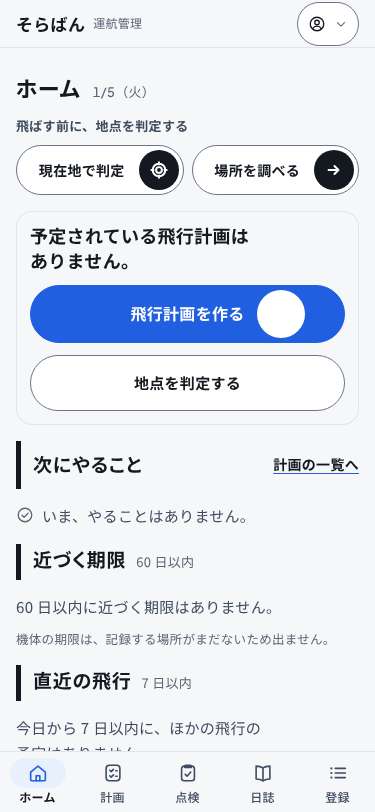 そらばん 運航管理
ホーム 1/5（火）
飛ばす前に、地点を判定する
現在地で判定
場所を調べる
予定されている飛行計画は
ありません。
飛行計画を作る
地点を判定する
次にやること
計画の一覧へ
いま、やることはありません。
近づく期限 60 日以内
60 日以内に近づく期限はありません。
機体の期限は、記録する場所がまだないため出ません。
直近の飛行 7 日以内
今日から 7 日以内に、ほかの飛行の
ホーム
計画
点検
日誌
登録